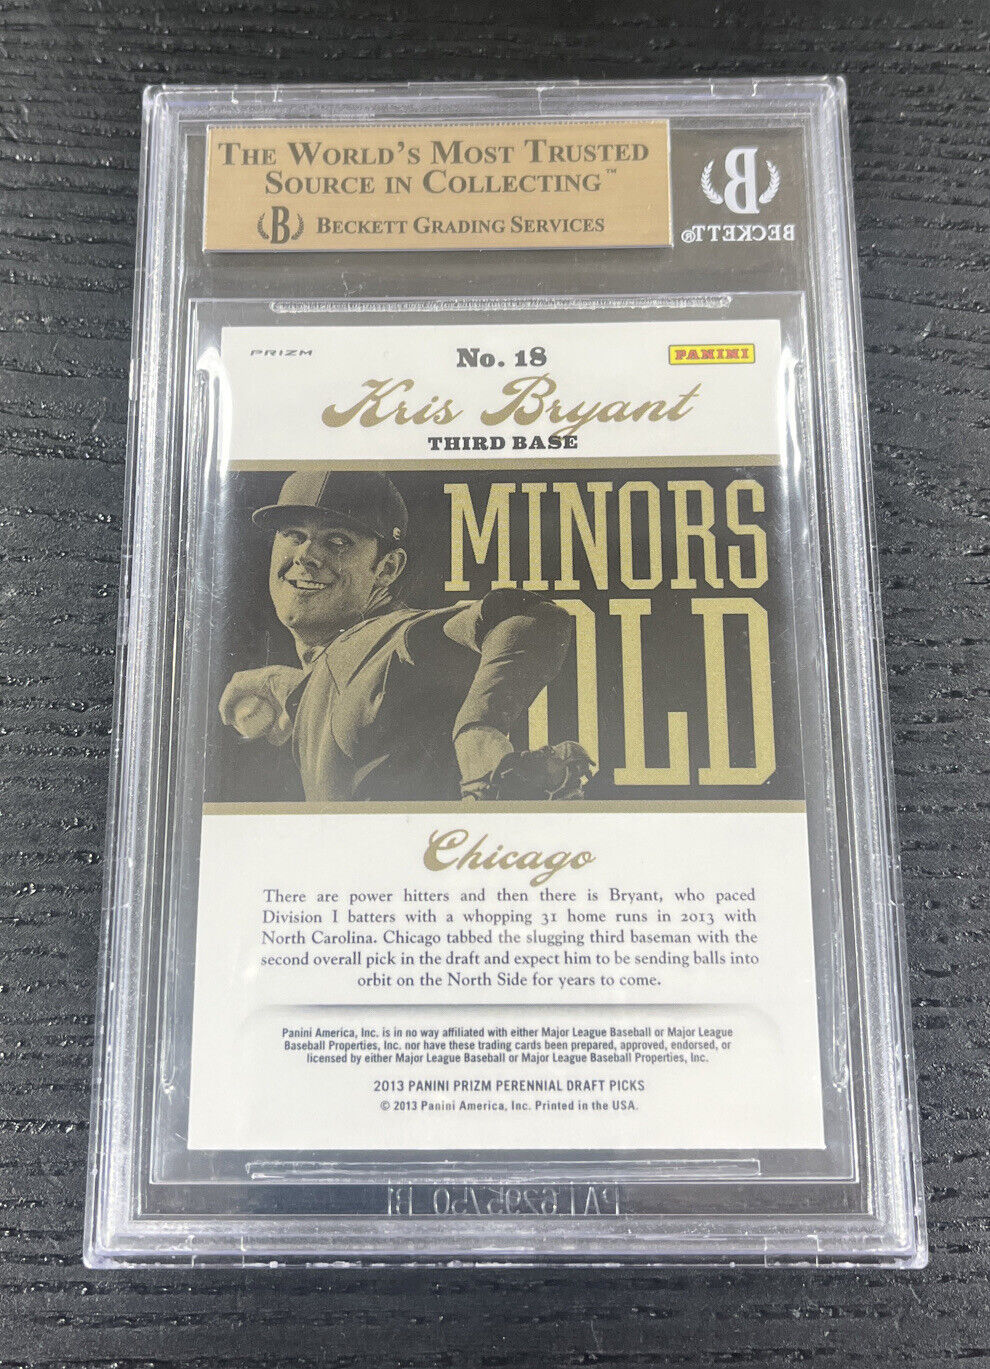 THE WORLD'S MOST TRUSTED
SOURCE IN COLLECTING™
B BECKETT GRADING SERVICES
B
BECKETT®
PRIZM
No. 18
PANINI
Kris Bryant
THIRD BASE
MINORS
OLD
Chicago
There are power hitters and then there is Bryant, who paced
Division I batters with a whopping 31 home runs in 2013 with
North Carolina. Chicago tabbed the slugging third baseman with the
second overall pick in the draft and expect him to be sending balls into
orbit on the North Side for years to come.
Panini America, Inc. is in no way affiliated with either Major League Baseball or Major League
Baseball Properties, Inc. nor have these trading cards been prepared, approved, endorsed, or
licensed by either Major League Baseball or Major League Baseball Properties, Inc.
2013 PANINI PRIZM PERENNIAL DRAFT PICKS
© 2013 Panini America, Inc. Printed in the USA.